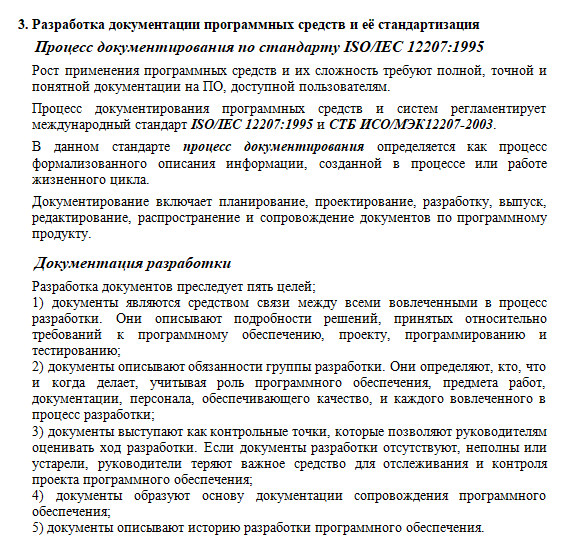 3. Разработка документации программных средств и её стандартизация
Процесс документирования по стандарту ISO/IEC 12207:1995
Рост применения программных средств и их сложность требуют полной, точной и
понятной документации на ПО, доступной пользователям.
Процесс документирования программных средств и систем регламентирует
международный стандарт ISO/IEC 12207:1995 и СТБ ИСО/МЭК12207-2003.
В данном стандарте процесс документирования определяется как процесс
формализованного описания информации, созданной в процессе или работе
жизненного цикла.
Документирование включает планирование, проектирование, разработку, выпуск,
редактирование, распространение и сопровождение документов по программному
продукту.
Документация разработки
Разработка документов преследует пять целей;
1) документы являются средством связи между всеми вовлеченными в процесс
разработки. Они описывают подробности решений, принятых относительно
требований к программному обеспечению, проекту, программированию и
тестированию;
2) документы описывают обязанности группы разработки. Они определяют, кто, что
и когда делает, учитывая роль программного обеспечения, предмета работ,
документации, персонала, обеспечивающего качество, и каждого вовлеченного в
процесс разработки;
3) документы выступают как контрольные точки, которые позволяют руководителям
оценивать ход разработки. Если документы разработки отсутствуют, неполны или
устарели, руководители теряют важное средство для отслеживания и контроля
проекта программного обеспечения;
4) документы образуют основу документации сопровождения программного
обеспечения;
5) документы описывают историю разработки программного обеспечения.